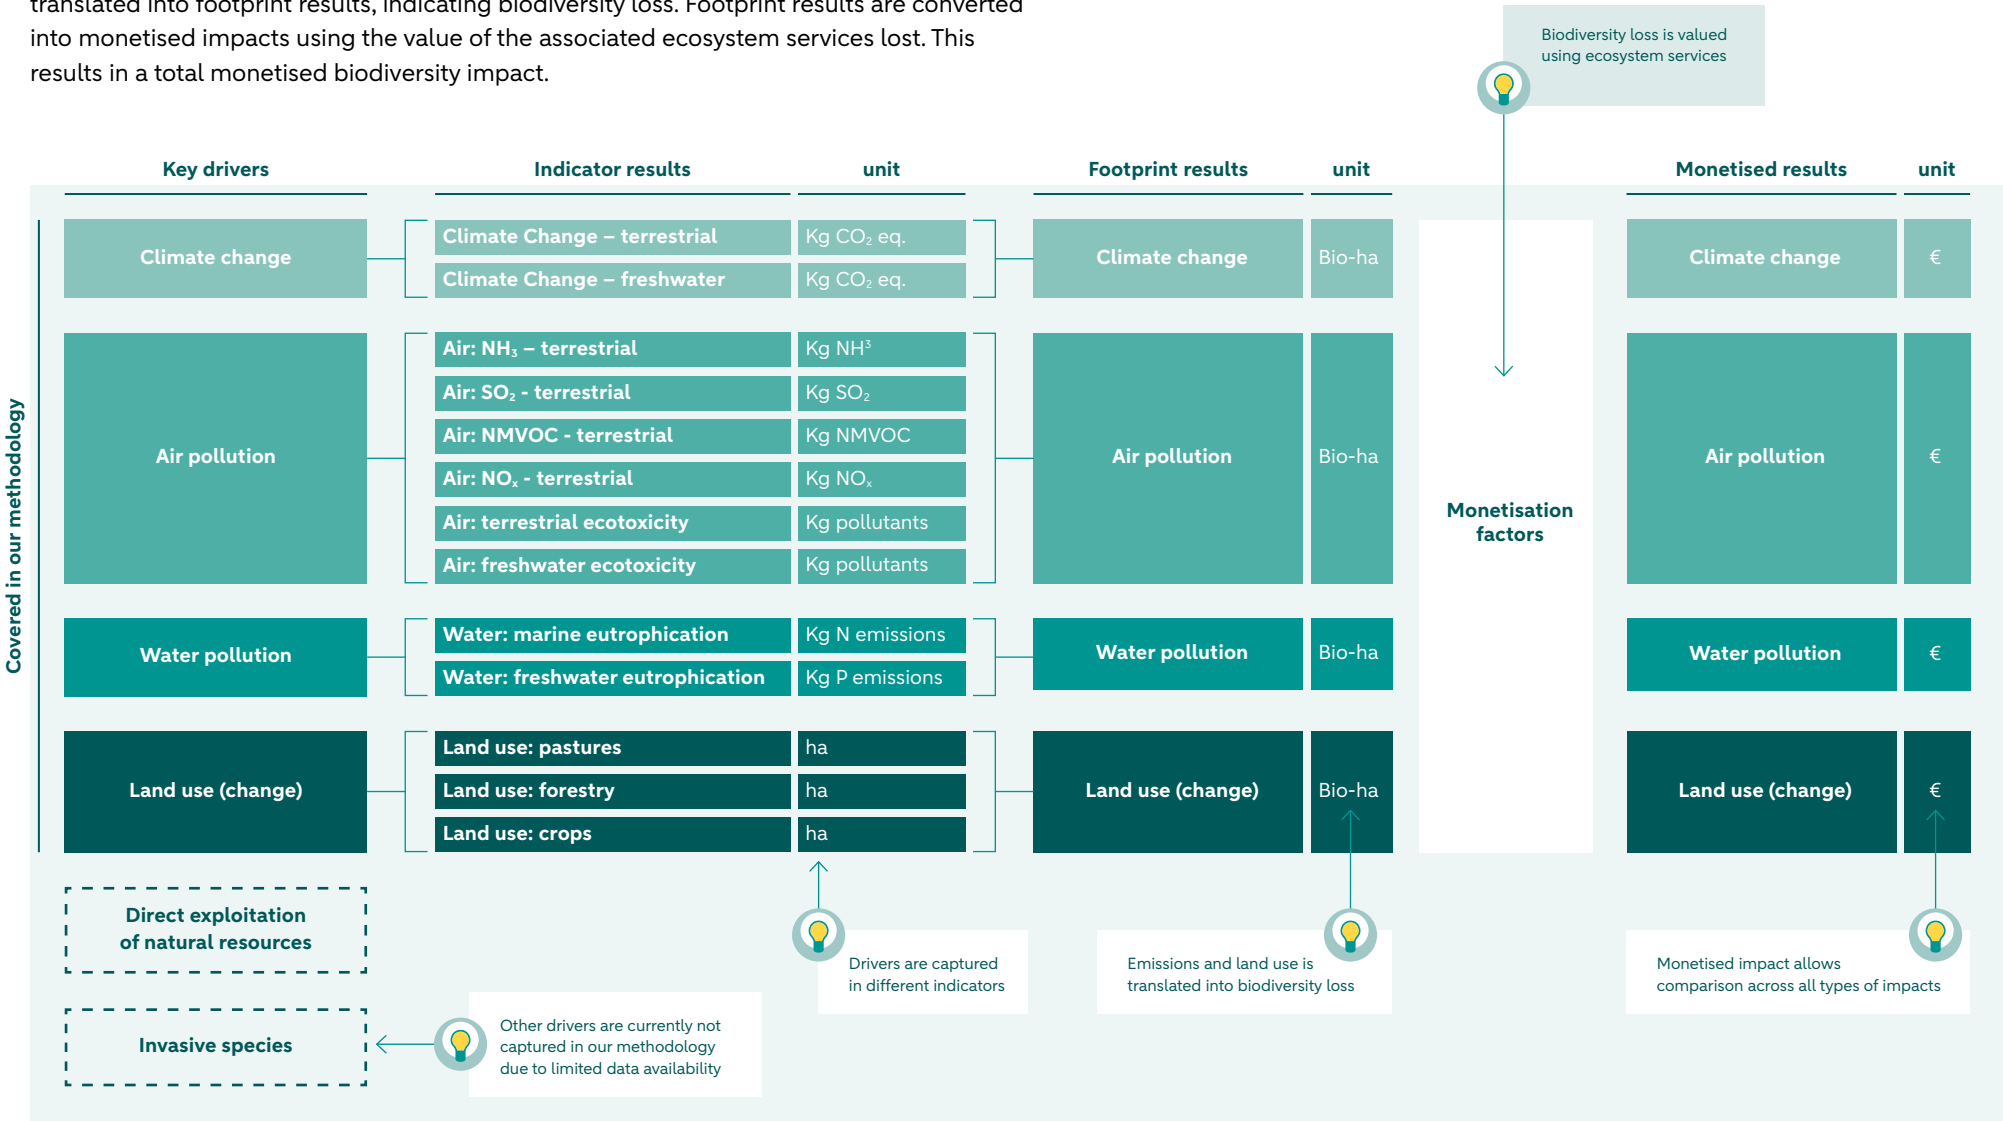 translated into footprint results, indicating biodiversity loss. Footprint results are converted
into monetised impacts using the value of the associated ecosystem services lost. This
results in a total monetised biodiversity impact.
Biodiversity loss is valued
using ecosystem services
Key drivers
Indicator results
unit
Footprint results
unit
Monetised results
unit
Covered in our methodology
Climate change
Climate Change – terrestrial
Kg CO₂ eq.
Climate Change – freshwater
Kg CO₂ eq.
Climate change
Bio-ha
Climate change
€
Air pollution
Air: NH₃ – terrestrial
Kg NH³
Air: SO₂ - terrestrial
Kg SO₂
Air: NMVOC - terrestrial
Kg NMVOC
Air: NOₓ - terrestrial
Kg NOₓ
Air: terrestrial ecotoxicity
Kg pollutants
Air: freshwater ecotoxicity
Kg pollutants
Air pollution
Bio-ha
Monetisation
factors
Air pollution
€
Water pollution
Water: marine eutrophication
Kg N emissions
Water: freshwater eutrophication
Kg P emissions
Water pollution
Bio-ha
Water pollution
€
Land use (change)
Land use: pastures
ha
Land use: forestry
ha
Land use: crops
ha
Land use (change)
Bio-ha
Land use (change)
€
Direct exploitation
of natural resources
Drivers are captured
in different indicators
Emissions and land use is
translated into biodiversity loss
Monetised impact allows
comparison across all types of impacts
Invasive species
Other drivers are currently not
captured in our methodology
due to limited data availability